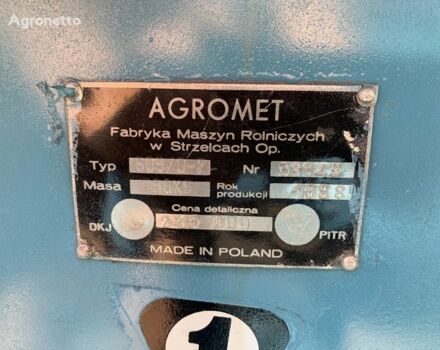 Agronetto
AGROMET
Fabryka Maszyn Rolniczych
w Strzelcach Op.
Typ Nr
Masa Rok
produkcji 1988
Cena detaliczna
DKJ PITR
MADE IN POLAND
1